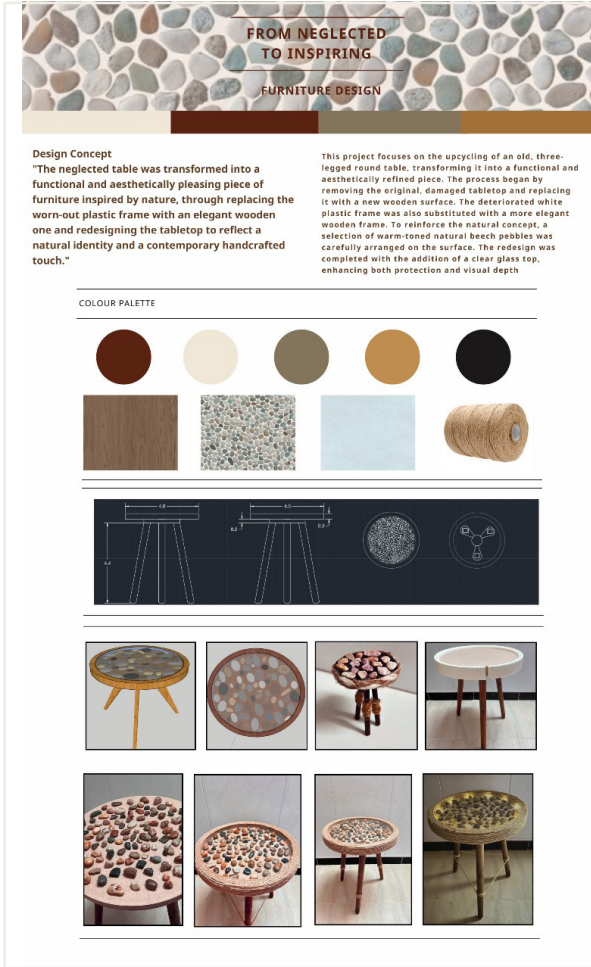 FROM NEGLECTED
TO INSPIRING
FURNITURE DESIGN
Design Concept
"The neglected table was transformed into a
functional and aesthetically pleasing piece of
furniture inspired by nature, through replacing the
worn-out plastic frame with an elegant wooden
one and redesigning the tabletop to reflect a
natural identity and a contemporary handcrafted
touch."
This project focuses on the upcycling of an old, three-
legged round table, transforming it into a functional and
aesthetically refined piece. The process began by
removing the original, damaged tabletop and replacing
it with a new wooden surface. The deteriorated white
plastic frame was also substituted with a more elegant
wooden frame. To reinforce the natural concept, a
selection of warm-toned natural beech pebbles was
carefully arranged on the surface. The redesign was
completed with the addition of a clear glass top,
enhancing both protection and visual depth
COLOUR PALETTE